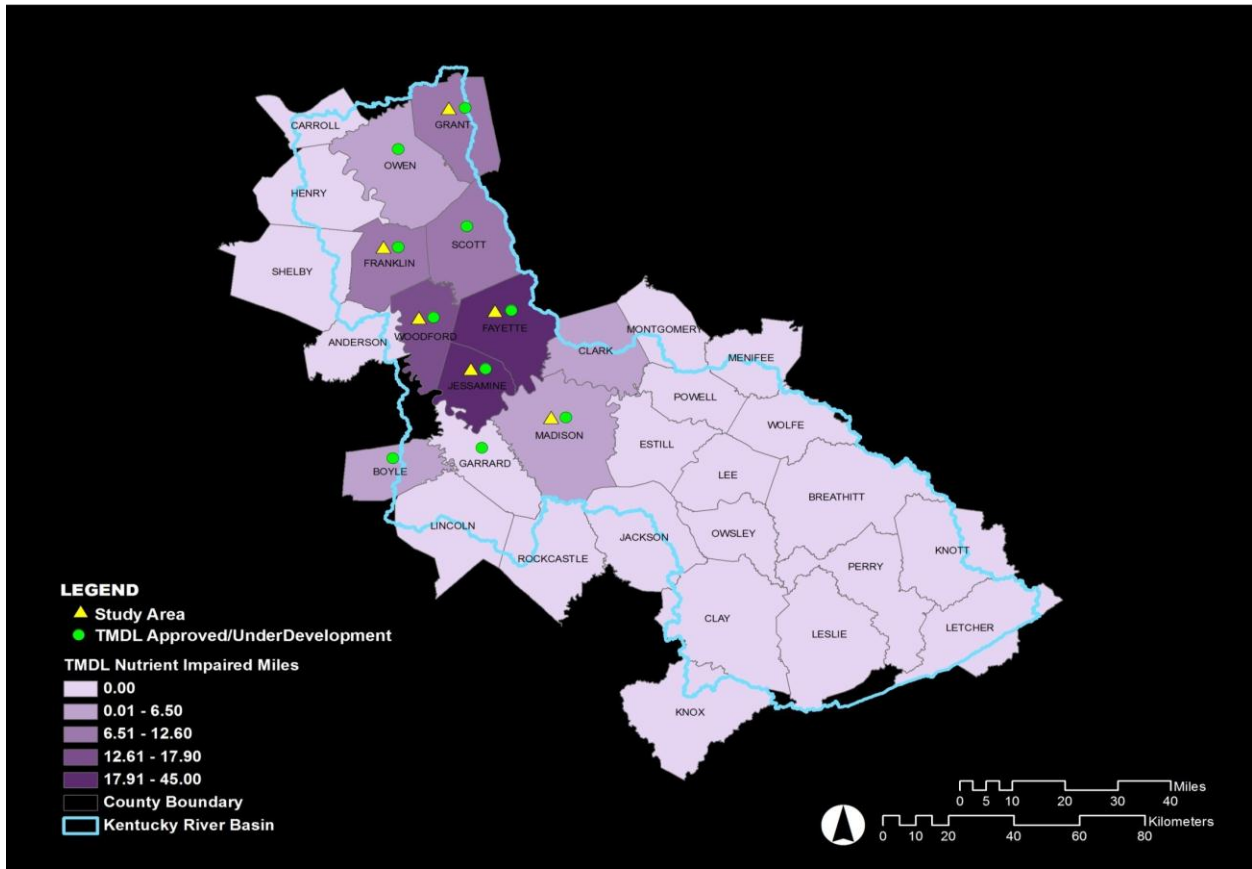 CARROLL
GRANT
OWEN
HENRY
SCOTT
FRANKLIN
SHELBY
FAYETTE
WOODFORD
ANDERSON
MONTGOMERY
CLARK
MENIFEE
JESSAMINE
POWELL
WOLFE
MADISON
ESTILL
GARRARD
BOYLE
LEE
BREATHITT
LINCOLN
OWSLEY
JACKSON
KNOTT
ROCKCASTLE
PERRY
CLAY
LETCHER
LESLIE
KNOX
LEGEND
Study Area
TMDL Approved/UnderDevelopment
TMDL Nutrient Impaired Miles
0.00
0.01 - 6.50
6.51 - 12.60
12.61 - 17.90
17.91 - 45.00
County Boundary
Kentucky River Basin
Miles
0 5 10 20 30 40
Kilometers
0 5 10 20 40 60 80